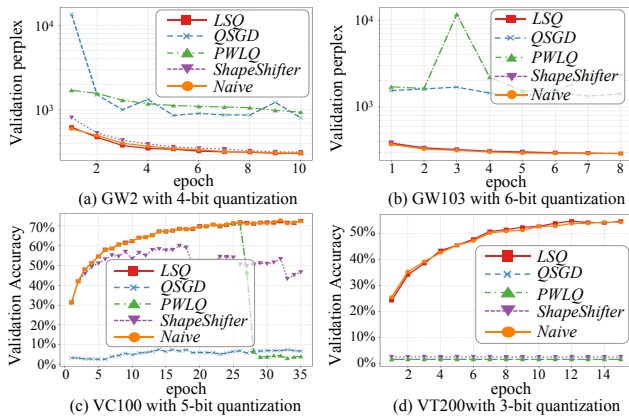 Validation perplex
10⁴
10³
LSQ
QSGD
PWLQ
ShapeShifter
Naive
2 4 6 8 10
epoch
(a) GW2 with 4-bit quantization
Validation perplex
10⁴
10³
LSQ
QSGD
PWLQ
ShapeShifter
Naive
1 2 3 4 5 6 7 8
epoch
(b) GW103 with 6-bit quantization
Validation Accuracy
70%
60%
50%
40%
30%
20%
10%
0%
LSQ
QSGD
PWLQ
ShapeShifter
Naive
0 5 10 15 20 25 30 35
epoch
(c) VC100 with 5-bit quantization
Validation Accuracy
50%
40%
30%
20%
10%
0%
LSQ
QSGD
PWLQ
ShapeShifter
Naive
2 4 6 8 10 12 14
epoch
(d) VT200with 3-bit quantization